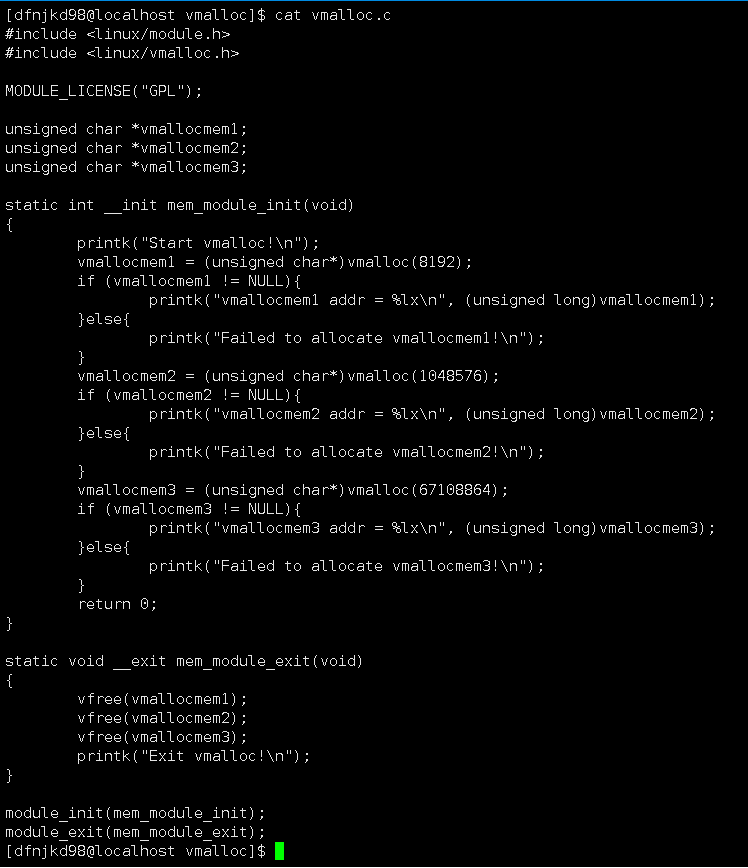 [dfnjkd98@localhost vmalloc]$ cat vmalloc.c
#include <linux/module.h>
#include <linux/vmalloc.h>

MODULE_LICENSE("GPL");

unsigned char *vmallocmem1;
unsigned char *vmallocmem2;
unsigned char *vmallocmem3;

static int __init mem_module_init(void)
{
        printk("Start vmalloc!\n");
        vmallocmem1 = (unsigned char*)vmalloc(8192);
        if (vmallocmem1 != NULL){
                printk("vmallocmem1 addr = %lx\n", (unsigned long)vmallocmem1);
        }else{
                printk("Failed to allocate vmallocmem1!\n");
        }
        vmallocmem2 = (unsigned char*)vmalloc(1048576);
        if (vmallocmem2 != NULL){
                printk("vmallocmem2 addr = %lx\n", (unsigned long)vmallocmem2);
        }else{
                printk("Failed to allocate vmallocmem2!\n");
        }
        vmallocmem3 = (unsigned char*)vmalloc(67108864);
        if (vmallocmem3 != NULL){
                printk("vmallocmem3 addr = %lx\n", (unsigned long)vmallocmem3);
        }else{
                printk("Failed to allocate vmallocmem3!\n");
        }
        return 0;
}

static void __exit mem_module_exit(void)
{
        vfree(vmallocmem1);
        vfree(vmallocmem2);
        vfree(vmallocmem3);
        printk("Exit vmalloc!\n");
}

module_init(mem_module_init);
module_exit(mem_module_exit);
[dfnjkd98@localhost vmalloc]$